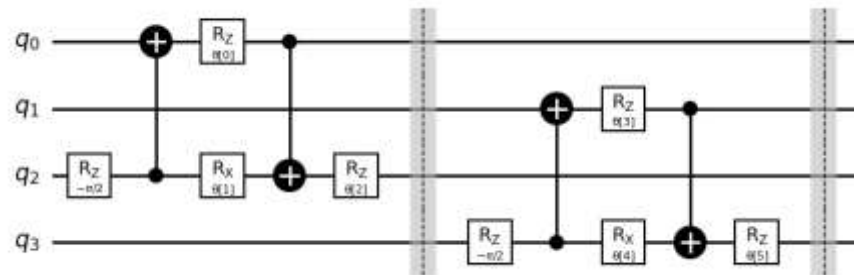 q0 RZ θ[0]
q1 RZ θ[3]
q2 RZ −π/2 RX θ[1] RZ θ[2]
q3 RZ −π/2 RX θ[4] RZ θ[5]